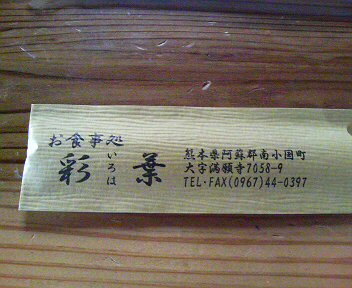 お食事処
彩葉
いろは
熊本県阿蘇郡南小国町
大字満願寺7058-9
TEL・FAX(0967)44-0397